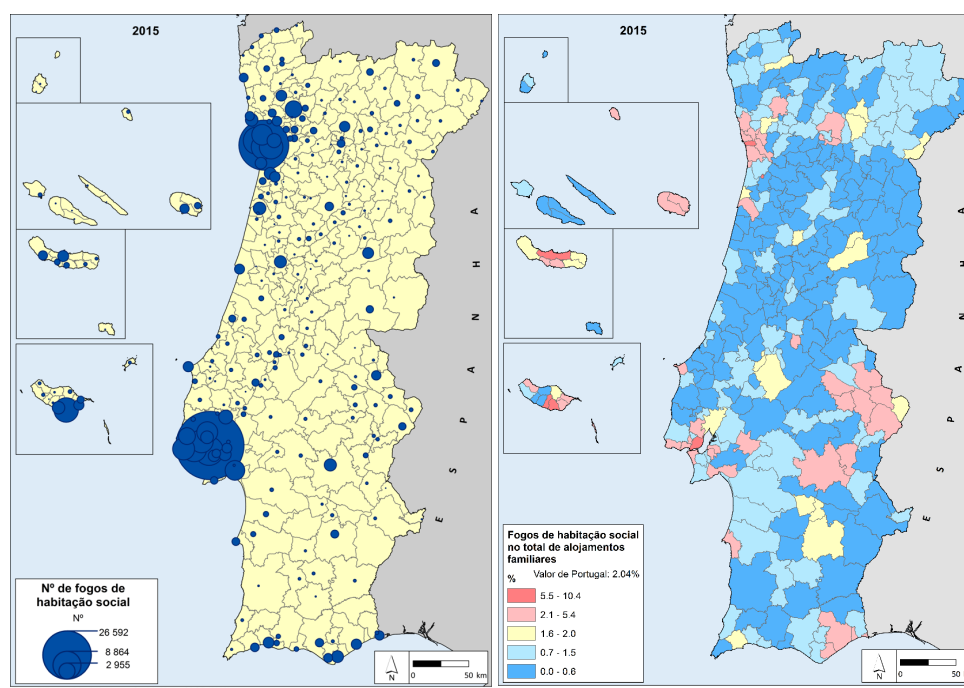 2015
E S P A N H A
Nº de fogos de
habitação social
Nº
26 592
8 864
2 955
N
0
50 km
2015
E S P A N H A
Fogos de habitação social
no total de alojamentos
familiares
%
Valor de Portugal: 2,04%
5.5 - 10.4
2.1 - 5.4
1.6 - 2.0
0.7 - 1.5
0.0 - 0.6
N
0
50 k